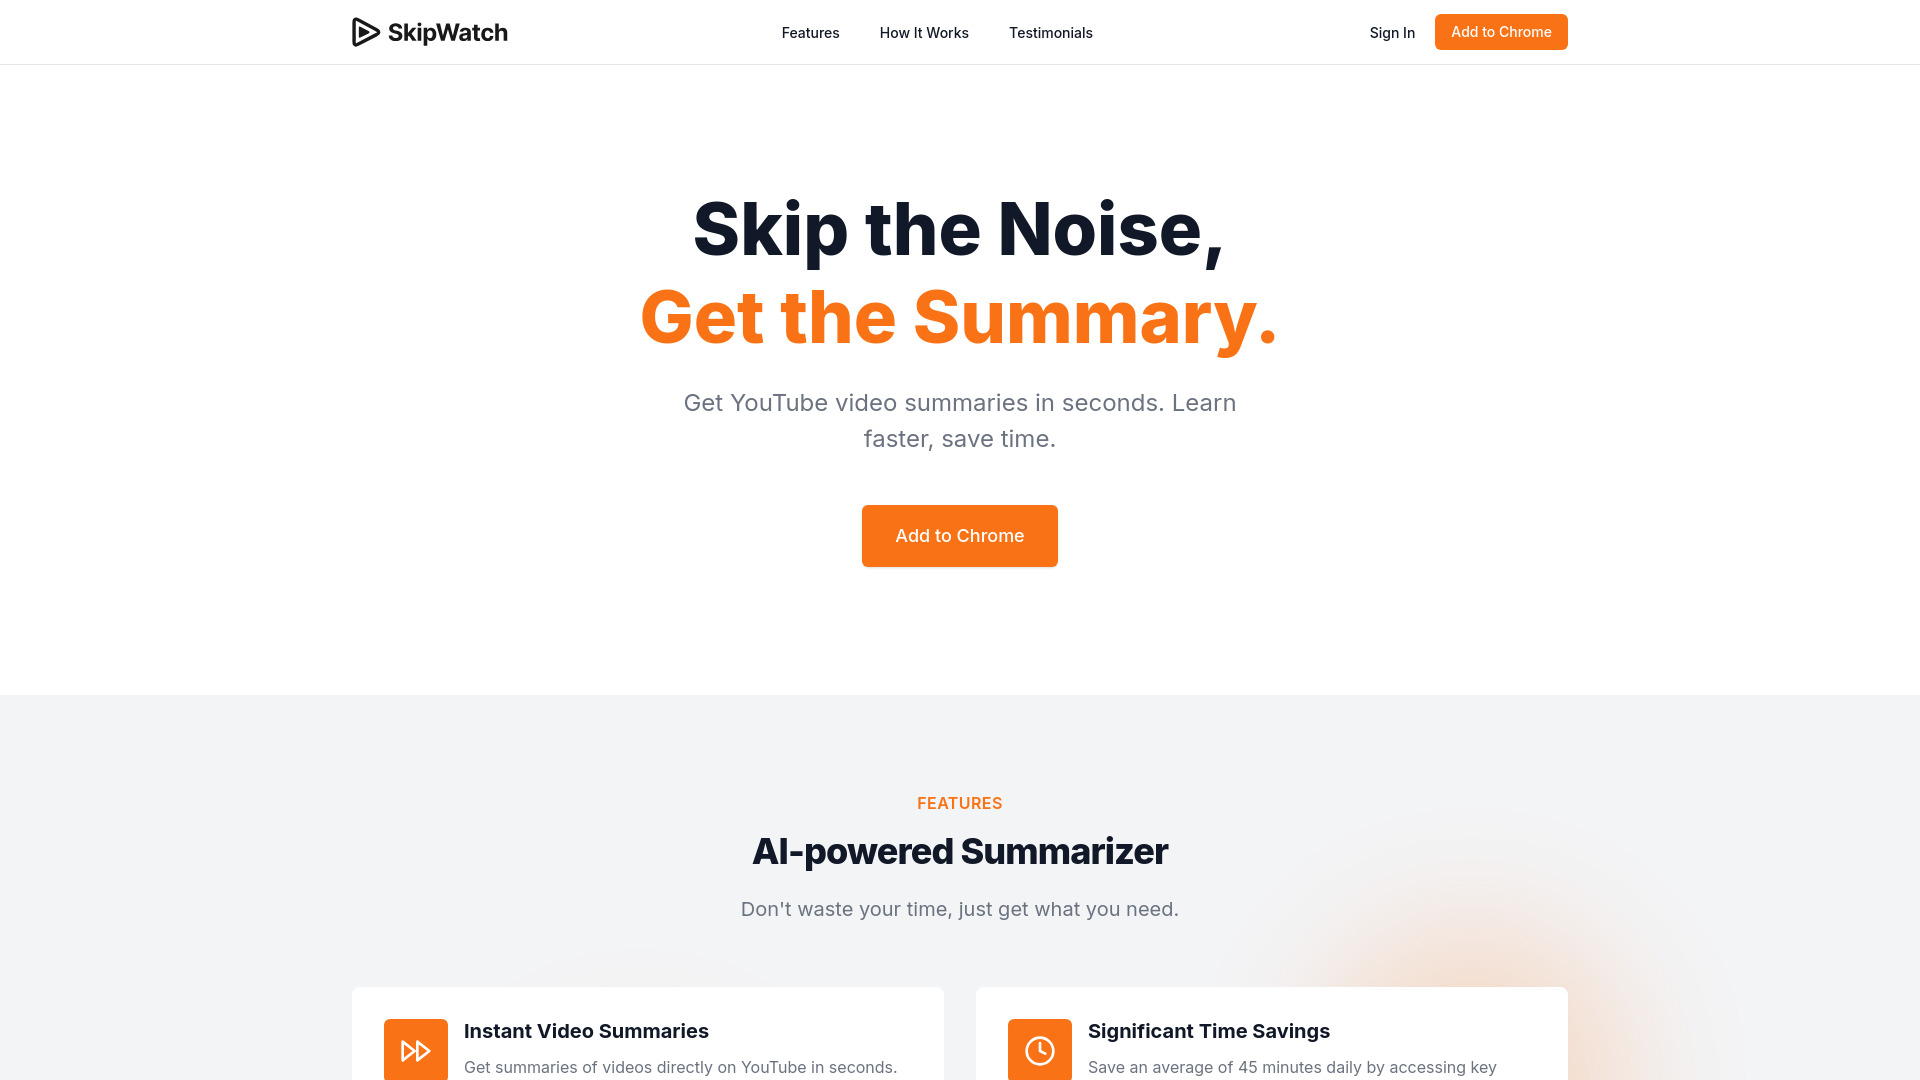 SkipWatch
Features
How It Works
Testimonials
Sign In
Add to Chrome
Skip the Noise,
Get the Summary.
Get YouTube video summaries in seconds. Learn
faster, save time.
Add to Chrome
FEATURES
AI-powered Summarizer
Don't waste your time, just get what you need.
Instant Video Summaries
Get summaries of videos directly on YouTube in seconds.
Significant Time Savings
Save an average of 45 minutes daily by accessing key